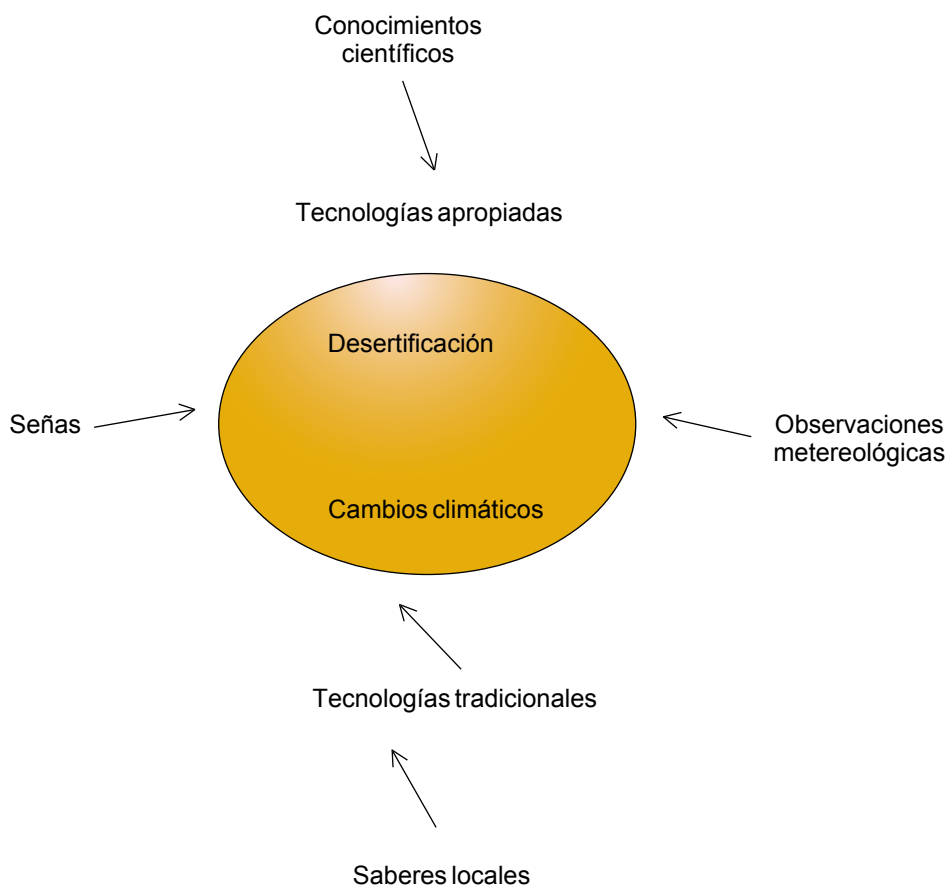 Conocimientos
científicos
Tecnologías apropiadas
Desertificación
Señas
Observaciones
metereológicas
Cambios climáticos
Tecnologías tradicionales
Saberes locales